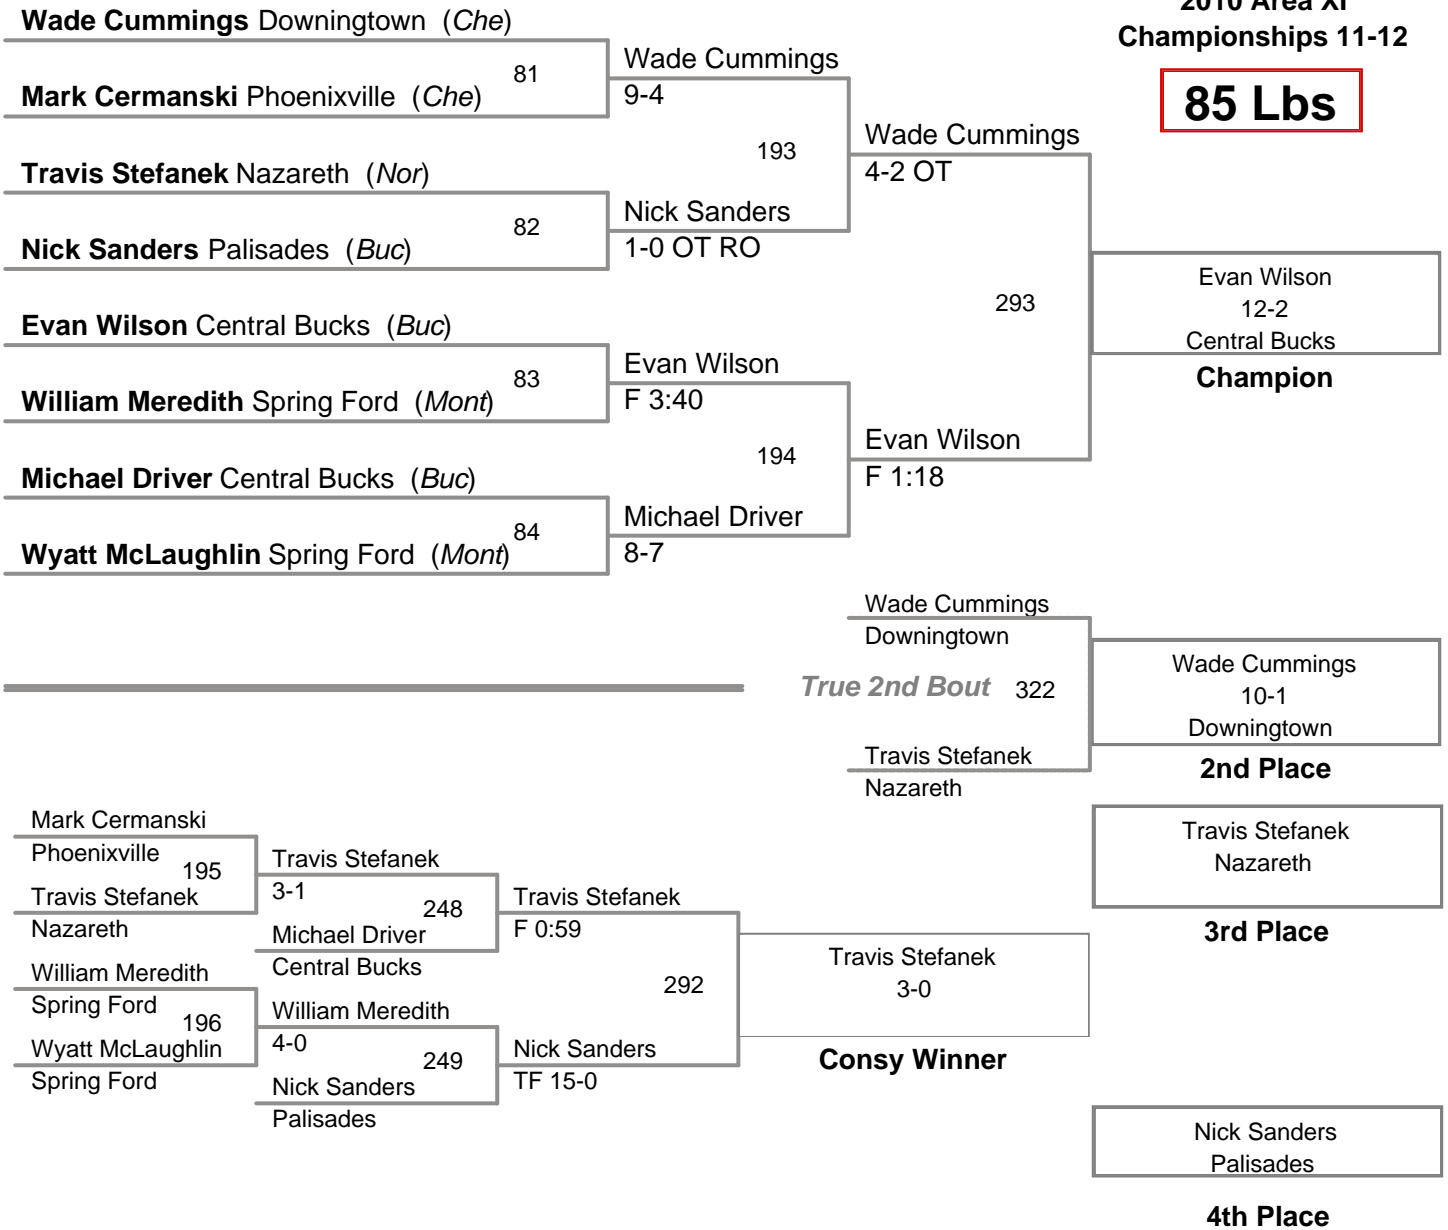 2010 Area XI
Championships 11-12
85 Lbs
Wade Cummings Downingtown (Che)
81
Mark Cermanski Phoenixville (Che)
Wade Cummings
9-4
Travis Stefanek Nazareth (Nor)
82
Nick Sanders Palisades (Buc)
Nick Sanders
1-0 OT RO
193
Wade Cummings
4-2 OT
Evan Wilson Central Bucks (Buc)
83
William Meredith Spring Ford (Mont)
Evan Wilson
F 3:40
Michael Driver Central Bucks (Buc)
84
Wyatt McLaughlin Spring Ford (Mont)
Michael Driver
8-7
194
Evan Wilson
F 1:18
293
Evan Wilson
12-2
Central Bucks
Champion
Wade Cummings
Downingtown
True 2nd Bout 322
Travis Stefanek
Nazareth
Wade Cummings
10-1
Downingtown
2nd Place
Mark Cermanski
Phoenixville
195
Travis Stefanek
Nazareth
William Meredith
Spring Ford
196
Wyatt McLaughlin
Spring Ford
Travis Stefanek
3-1
248
Michael Driver
Central Bucks
William Meredith
4-0
249
Nick Sanders
Palisades
Travis Stefanek
F 0:59
292
Nick Sanders
TF 15-0
Travis Stefanek
3-0
Consy Winner
Travis Stefanek
Nazareth
3rd Place
Nick Sanders
Palisades
4th Place